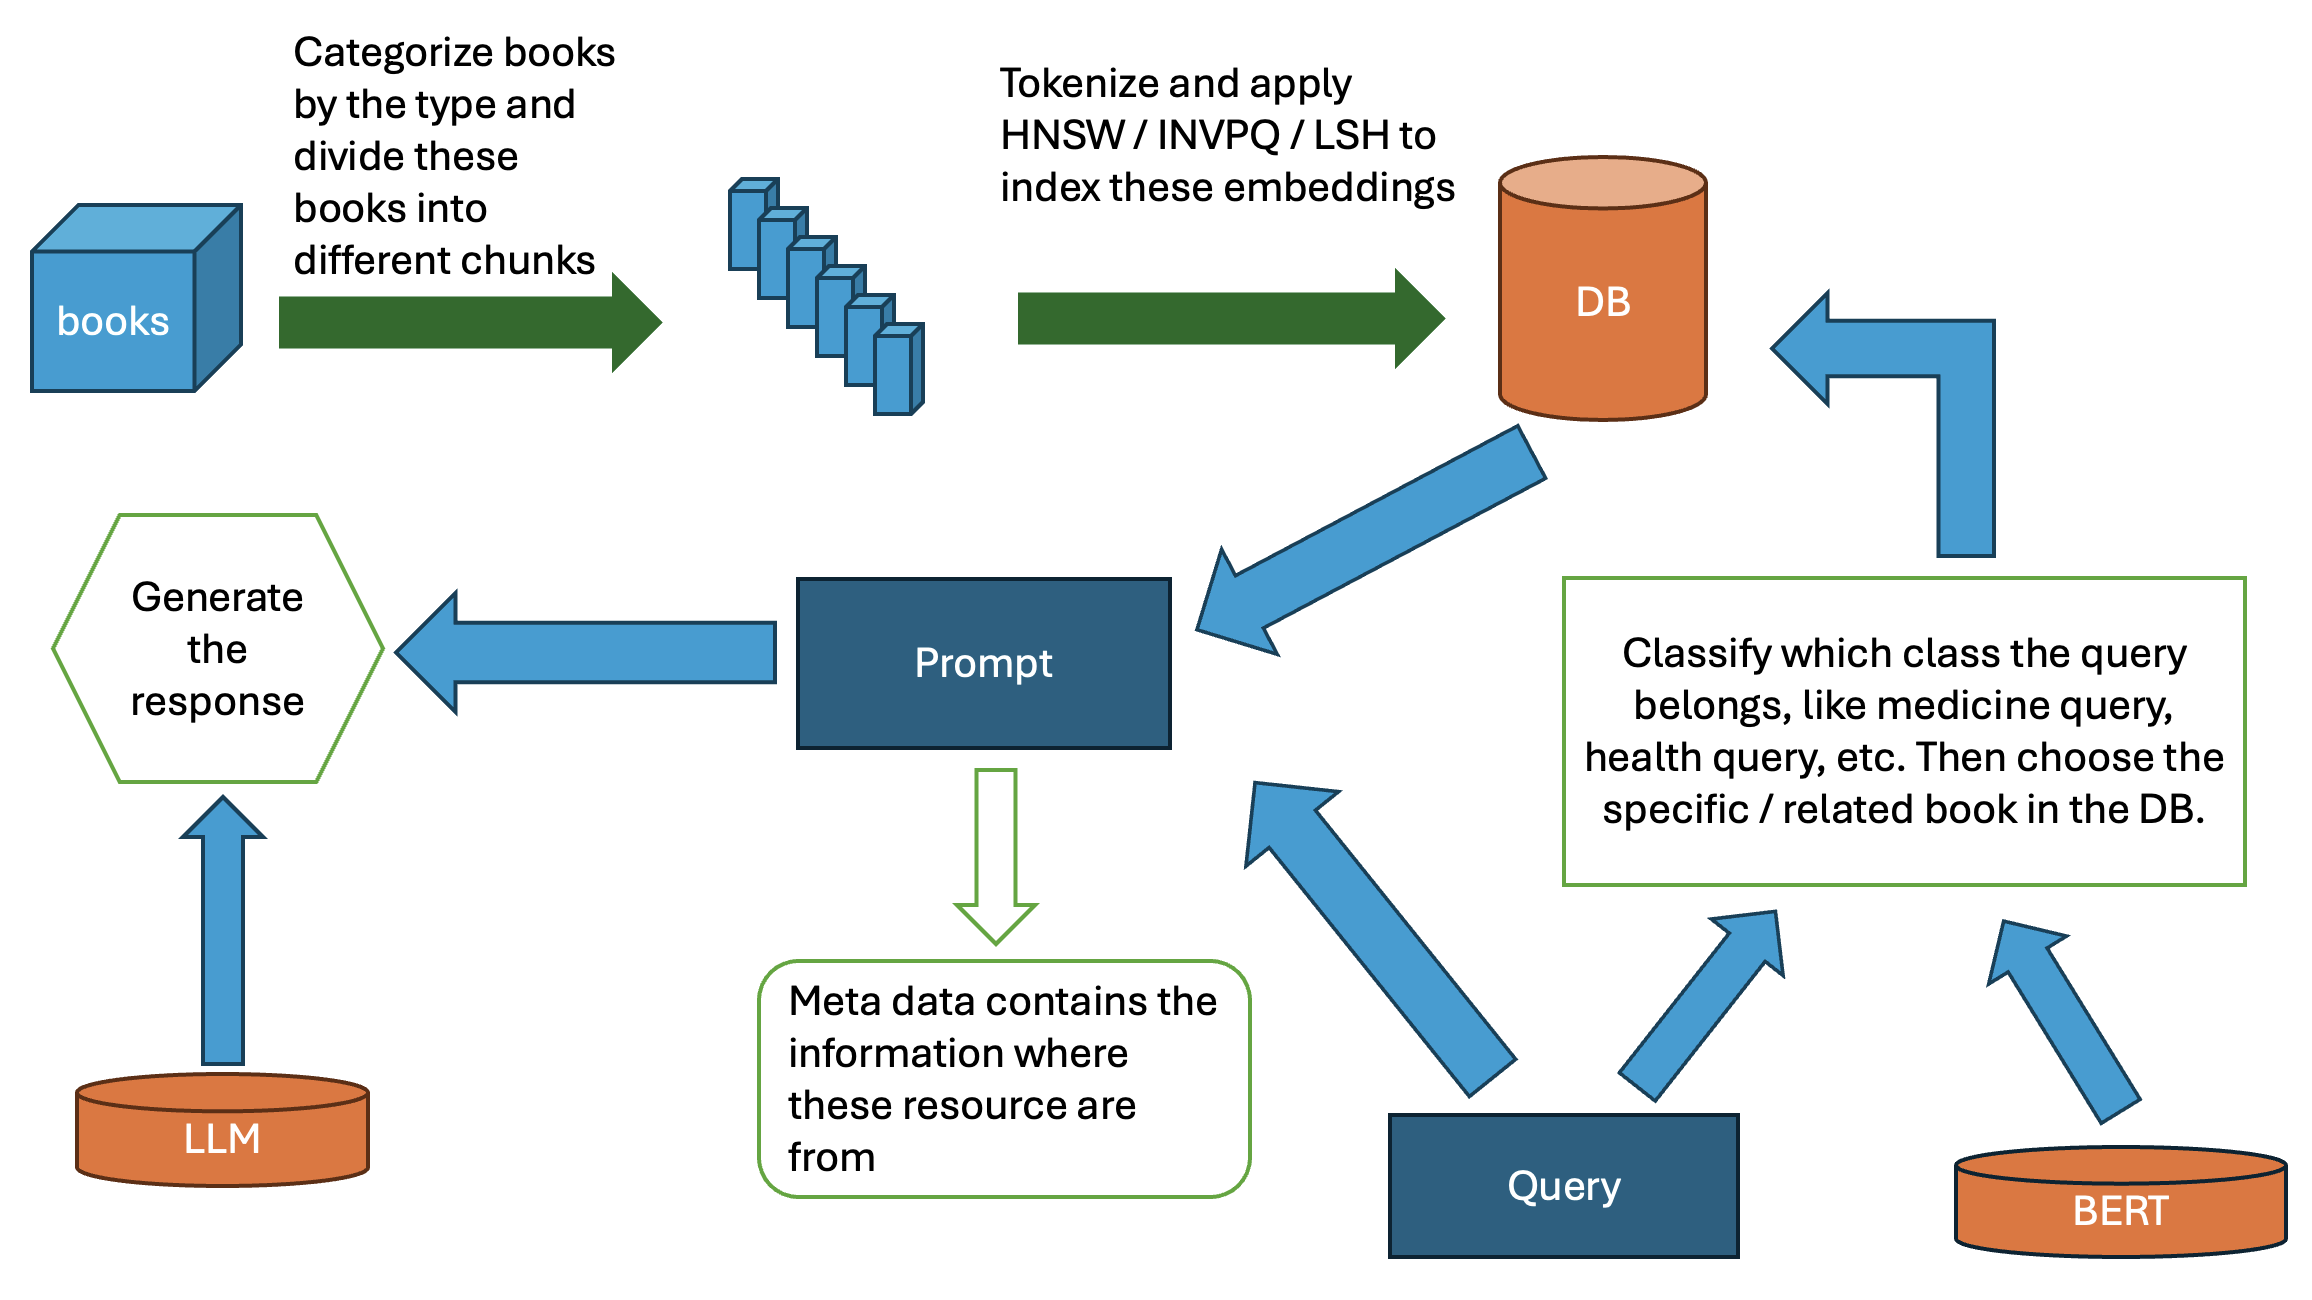 Categorize books
by the type and
divide these
books into
different chunks
Tokenize and apply
HNSW / INVPQ / LSH to
index these embeddings
books
DB
Generate
the
response
Prompt
Classify which class the query
belongs, like medicine query,
health query, etc. Then choose the
specific / related book in the DB.
Meta data contains the
information where
these resource are
from
LLM
Query
BERT